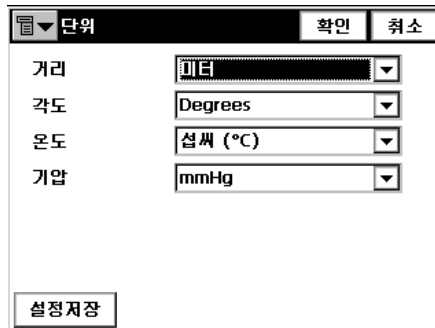 단위 확인 취소
거리 미터
각도 Degrees
온도 섭씨 (°C)
기압 mmHg
설정저장